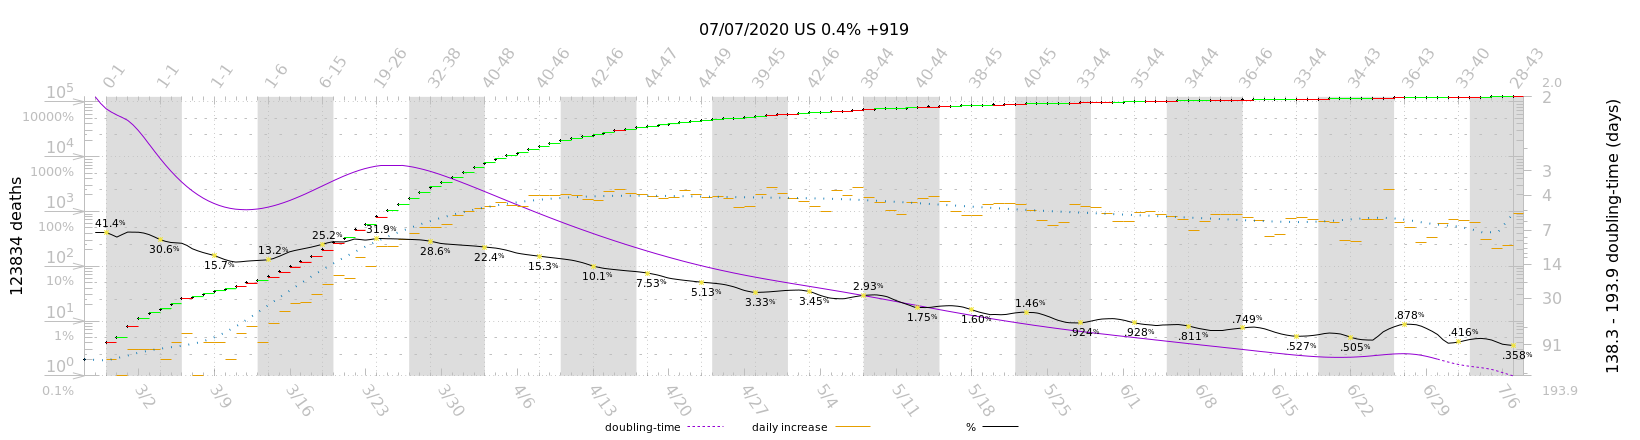 07/07/2020 US 0.4% +919
0-1 1-1 1-1 1-6 6-15 19-26 32-38 40-48 40-46 42-46 44-47 44-49 39-45 42-46 38-44 40-44 38-45 40-45 33-44 35-44 34-44 36-46 33-44 34-43 36-45 33-40 28-43
10⁵ 2.0
2
10000%
10⁴
1000% 3
4
10³
100% 7
10² 14
10% 30
10¹
1% 91
10⁰
0.1% 193.9
123834 deaths
138.3 - 193.9 doubling-time (days)
41.4% 30.6% 15.7% 13.2% 25.2% 31.9% 28.6% 22.4% 15.3% 10.1% 7.53% 5.13% 3.33% 3.45% 2.93% 1.75% 1.60% 1.46% .924% .928% .811% .749% .527% .505% .878% .416% .358%
3/2 3/9 3/16 3/23 3/30 4/6 4/13 4/20 4/27 5/4 5/11 5/18 5/25 6/1 6/8 6/15 6/22 6/29 7/6
doubling-time daily increase %